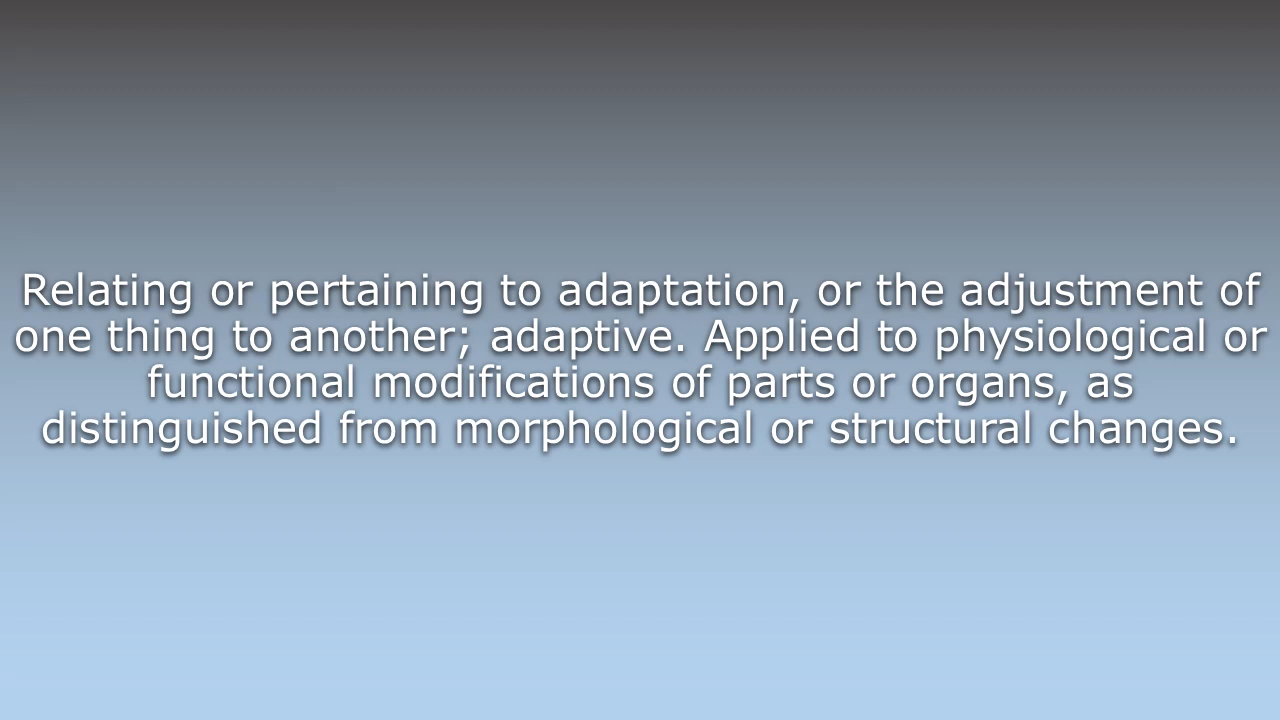 Relating or pertaining to adaptation, or the adjustment of
one thing to another; adaptive. Applied to physiological or
functional modifications of parts or organs, as
distinguished from morphological or structural changes.